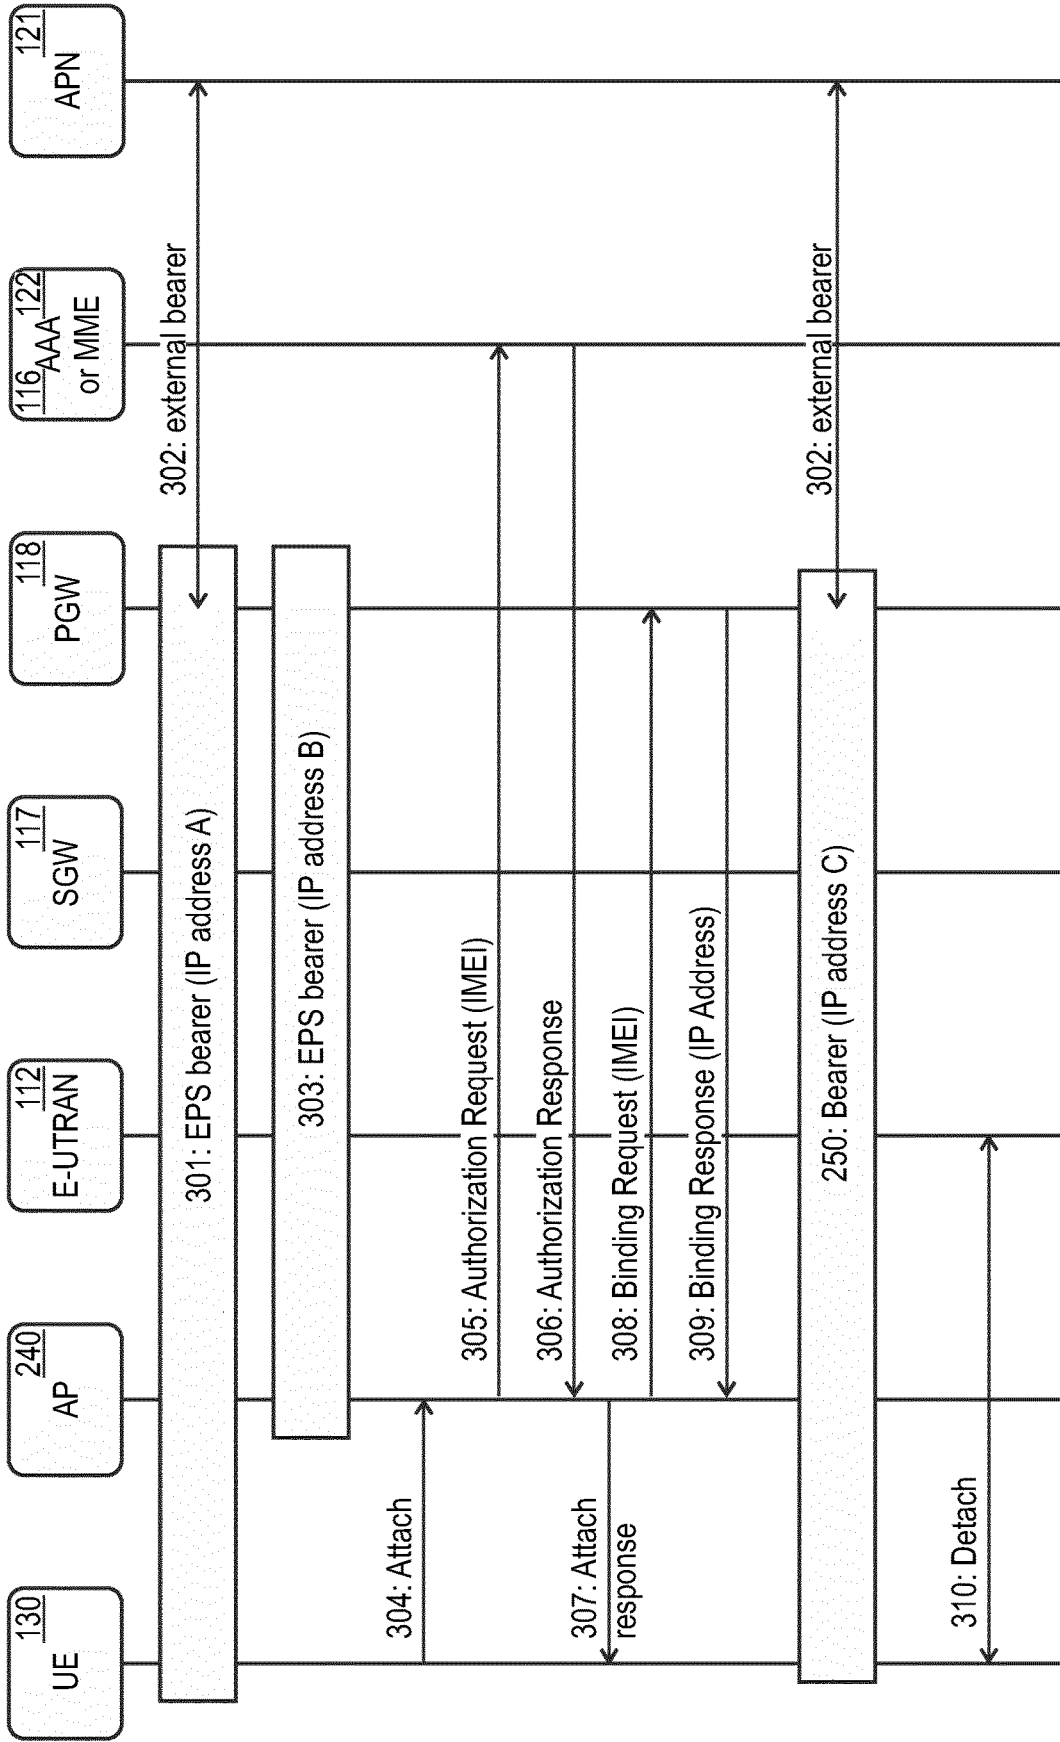 130
UE
240
AP
112
E-UTRAN
117
SGW
118
PGW
116 122
AAA
or MME
121
APN
301: EPS bearer (IP address A)
302: external bearer
303: EPS bearer (IP address B)
304: Attach
305: Authorization Request (IMEI)
306: Authorization Response
307: Attach
response
308: Binding Request (IMEI)
309: Binding Response (IP Address)
250: Bearer (IP address C)
302: external bearer
310: Detach